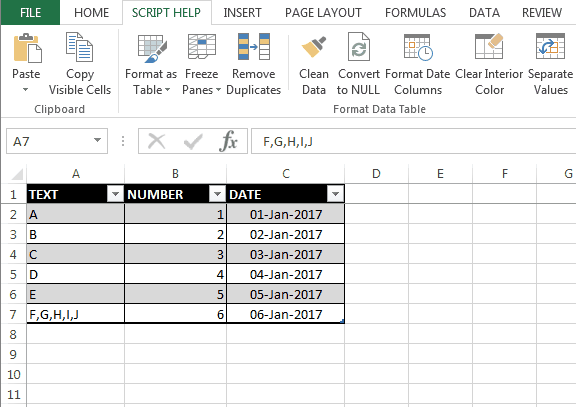 FILE HOME SCRIPT HELP INSERT PAGE LAYOUT FORMULAS DATA REVIEW
Paste Copy Visible Cells Format as Table Freeze Panes Remove Duplicates Clean Data Convert to NULL Format Date Columns Clear Interior Color Separate Values
Clipboard Format Data Table
A7 fx F,G,H,I,J
A B C D E F G
1 TEXT NUMBER DATE
2 A 1 01-Jan-2017
3 B 2 02-Jan-2017
4 C 3 03-Jan-2017
5 D 4 04-Jan-2017
6 E 5 05-Jan-2017
7 F,G,H,I,J 6 06-Jan-2017
8
9
10
11